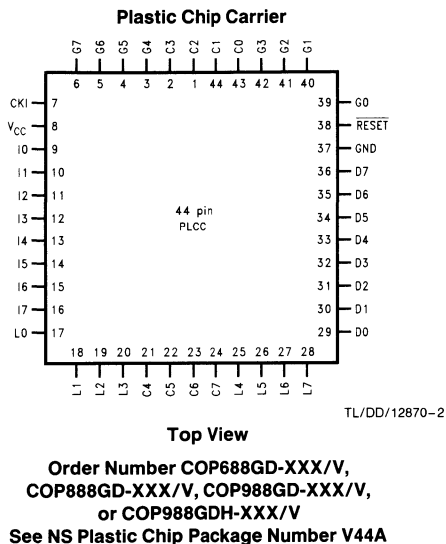 Plastic Chip Carrier
G7 G6 G5 G4 C3 C2 C1 C0 G3 G2 G1
6 5 4 3 2 1 44 43 42 41 40
CKI 7
VCC 8
I0 9
I1 10
I2 11
I3 12
I4 13
I5 14
I6 15
I7 16
L0 17
39 G0
38 RESET
37 GND
36 D7
35 D6
34 D5
33 D4
32 D3
31 D2
30 D1
29 D0
44 pin
PLCC
18 19 20 21 22 23 24 25 26 27 28
L1 L2 L3 C4 C5 C6 C7 L4 L5 L6 L7
TL/DD/12870-2
Top View
Order Number COP688GD-XXX/V,
COP888GD-XXX/V, COP988GD-XXX/V,
or COP988GDH-XXX/V
See NS Plastic Chip Package Number V44A